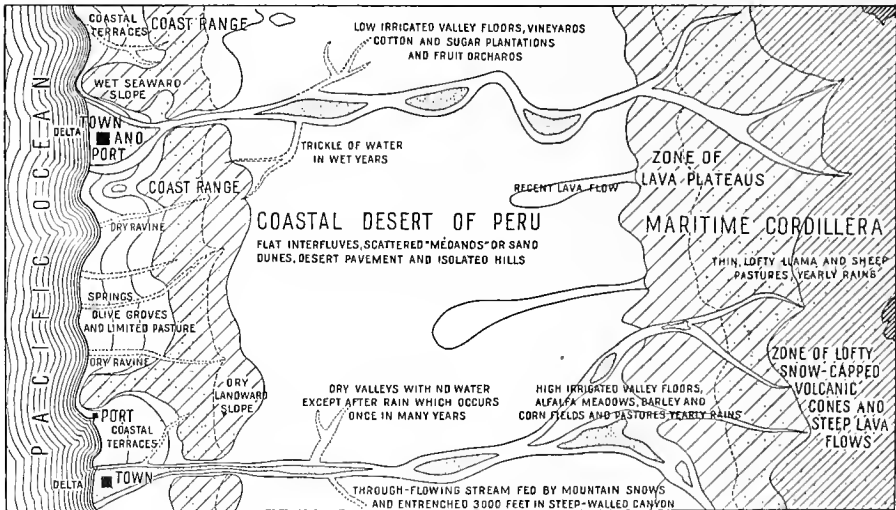 COASTAL
TERRACES
COAST RANGE
LOW IRRIGATED VALLEY FLOORS, VINEYARDS
COTTON AND SUGAR PLANTATIONS
AND FRUIT ORCHARDS
WET SEAWARD
SLOPE
PACIFIC OCEAN
DELTA
TOWN
AND
PORT
TRICKLE OF WATER
IN WET YEARS
ZONE OF
LAVA PLATEAUS
COAST RANGE
RECENT LAVA FLOW
DRY RAVINE
COASTAL DESERT OF PERU
FLAT INTERFLUVES, SCATTERED "MÉDANOS" OR SAND
DUNES, DESERT PAVEMENT AND ISOLATED HILLS
MARITIME CORDILLERA
THIN, LOFTY LLAMA AND SHEEP
PASTURES, YEARLY RAINS
SPRINGS
OLIVE GROVES
AND LIMITED PASTURE
DRY RAVINE
DRY
LANDWARD
SLOPE
DRY VALLEYS WITH NO WATER
EXCEPT AFTER RAIN WHICH OCCURS
ONCE IN MANY YEARS
HIGH IRRIGATED VALLEY FLOORS,
ALFALFA MEADOWS, BARLEY AND
CORN FIELDS AND PASTURES YEARLY RAINS
ZONE OF LOFTY
SNOW-CAPPED
VOLCANIC
CONES AND
STEEP LAVA
FLOWS
PORT
COASTAL
TERRACES
DELTA
TOWN
THROUGH-FLOWING STREAM FED BY MOUNTAIN SNOWS
AND ENTRENCHED 3000 FEET IN STEEP-WALLED CANYON